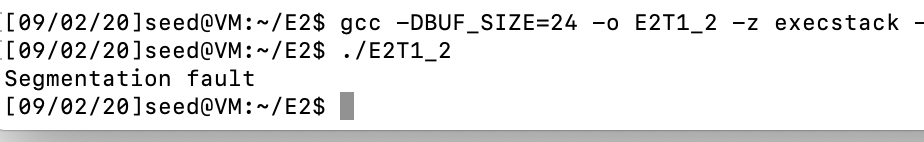 [09/02/20]seed@VM:~/E2$ gcc -DBUF_SIZE=24 -o E2T1_2 -z execstack -
[09/02/20]seed@VM:~/E2$ ./E2T1_2
Segmentation fault
[09/02/20]seed@VM:~/E2$